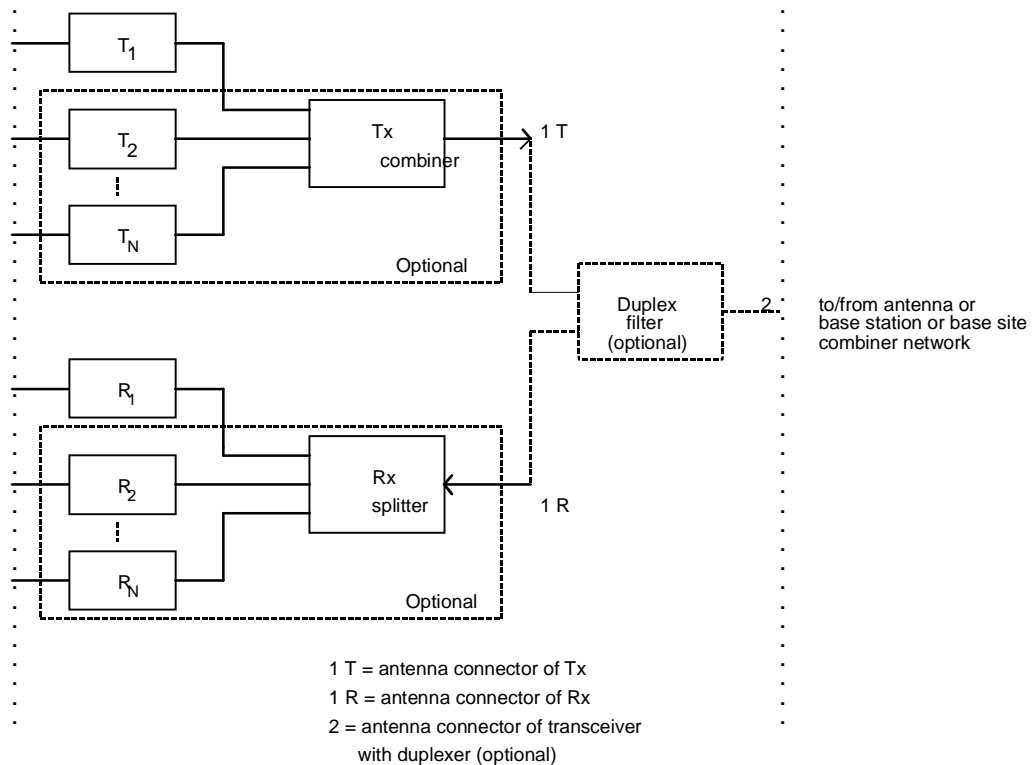 T1
T2
Tx
combiner
1 T
TN
Optional
Duplex
filter
(optional)
2
to/from antenna or
base station or base site
combiner network
R1
R2
Rx
splitter
1 R
RN
Optional
1 T = antenna connector of Tx
1 R = antenna connector of Rx
2 = antenna connector of transceiver
with duplexer (optional)